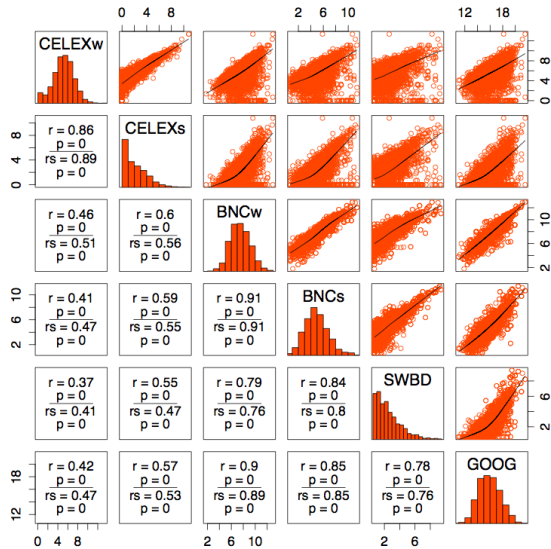 0 4 8
2 4 6
12 16 20
CELEXw
0 4 8 12
r = 0.86
p = 0
rs = 0.89
p = 0
CELEXs
0 4 8
r = 0.46
p = 0
rs = 0.51
p = 0
r = 0.6
p = 0
rs = 0.56
p = 0
BNCw
2 6 12
r = 0.41
p = 0
rs = 0.47
p = 0
r = 0.59
p = 0
rs = 0.55
p = 0
r = 0.91
p = 0
rs = 0.91
p = 0
BNCs
2 6 10
r = 0.37
p = 0
rs = 0.41
p = 0
r = 0.55
p = 0
rs = 0.47
p = 0
r = 0.79
p = 0
rs = 0.76
p = 0
r = 0.84
p = 0
rs = 0.8
p = 0
SWBD
2 6
r = 0.42
p = 0
rs = 0.47
p = 0
r = 0.57
p = 0
rs = 0.53
p = 0
r = 0.9
p = 0
rs = 0.89
p = 0
r = 0.85
p = 0
rs = 0.85
p = 0
r = 0.78
p = 0
rs = 0.76
p = 0
GOOG
12 18
0 4 8
2 6 10
2 6